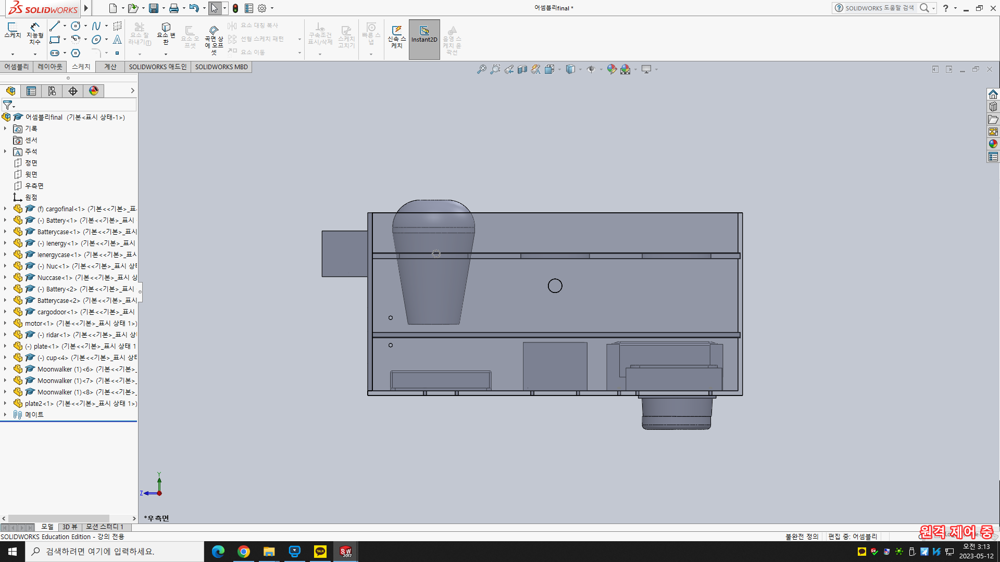 SOLIDWORKS
어셈블리final *
SOLIDWORKS 도움말 검색
스케치
지능형 치수
요소 잘라내기(T)
요소 변환
요소 오프셋
곡면 상에 오프셋
요소 대칭 복사
선형 스케치 패턴
요소 이동
구속조건 표시/삭제
스케치 고치기
빠른 스냅
신속 스케치
Instant2D
음영 스케치 윤곽선
어셈블리
레이아웃
스케치
계산
SOLIDWORKS 애드인
SOLIDWORKS MBD
어셈블리final (기본<표시 상태-1>)
기록
센서
주석
정면
윗면
우측면
원점
(f) cargofinal<1> (기본<<기본>_표
(-) Battery<1> (기본<<기본>_표시
Batterycase<1> (기본<<기본>_표시
(-) Ienergy<1> (기본<<기본>_표시
Ienergycase<1> (기본<<기본>_표시
(-) Nuc<1> (기본<<기본>_표시 상태
Nuccase<1> (기본<<기본>_표시 상
(-) Battery<2> (기본<<기본>_표시
Batterycase<2> (기본<<기본>_표시
cargodoor<1> (기본<<기본>_표시
motor<1> (기본<<기본>_표시 상태 1>)
(-) ridar<1> (기본<<기본>_표시 상태
(-) plate<1> (기본<<기본>_표시 상태 1
(-) cup<4> (기본<<기본>_표시 상태
Moonwalker (1)<6> (기본<<기본>_
Moonwalker (1)<7> (기본<<기본>_
Moonwalker (1)<8> (기본<<기본>_
plate2<1> (기본<<기본>_표시 상태 1>)
메이트
Y
Z
*우측면
모델
3D 뷰
모션 스터디 1
SOLIDWORKS Education Edition - 강의 전용
불완전 정의
편집 중: 어셈블리
원격 제어 중
검색하려면 여기에 입력하세요.
TALK
SW
2017
오전 3:13
2023-05-12